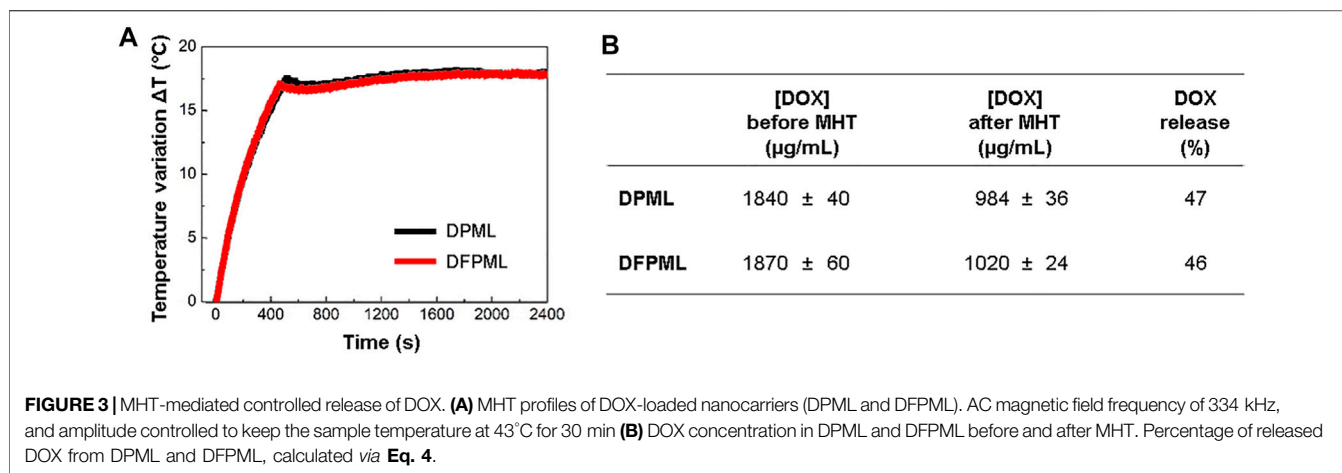 A
Temperature variation ΔT (°C)
20
15
10
5
0
DPML
DFPML
0 400 800 1200 1600 2000 2400
Time (s)
B
[DOX] before MHT (µg/mL) [DOX] after MHT (µg/mL) DOX release (%)
DPML 1840 ± 40 984 ± 36 47
DFPML 1870 ± 60 1020 ± 24 46
FIGURE 3 | MHT-mediated controlled release of DOX. (A) MHT profiles of DOX-loaded nanocarriers (DPML and DFPML). AC magnetic field frequency of 334 kHz,
and amplitude controlled to keep the sample temperature at 43°C for 30 min (B) DOX concentration in DPML and DFPML before and after MHT. Percentage of released
DOX from DPML and DFPML, calculated via Eq. 4.